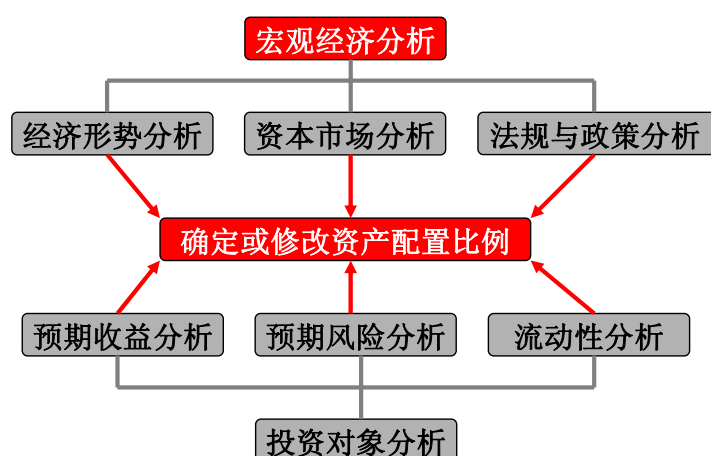 宏观经济分析
经济形势分析
资本市场分析
法规与政策分析
确定或修改资产配置比例
预期收益分析
预期风险分析
流动性分析
投资对象分析